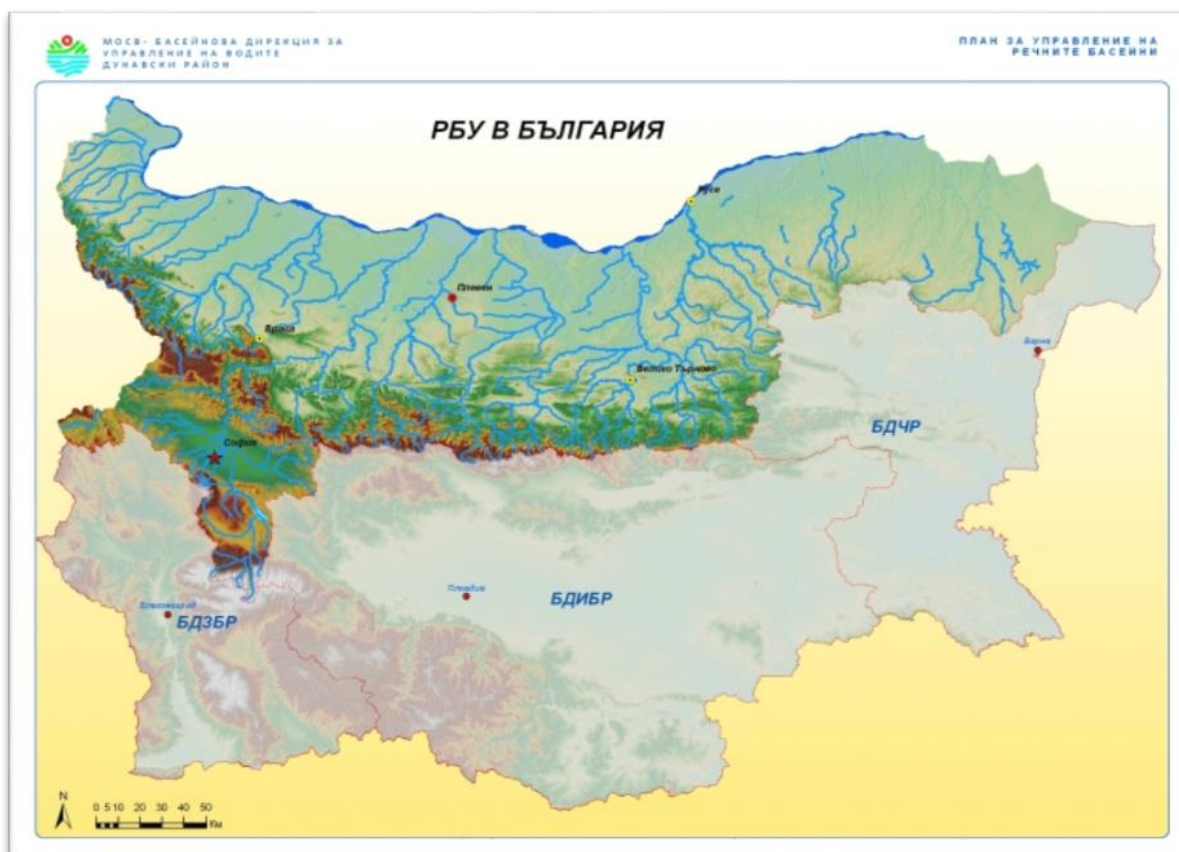 МОСВ- БАСЕЙНОВА ДИРЕКЦИЯ ЗА
УПРАВЛЕНИЕ НА ВОДИТЕ
ДУНАВСКИ РАЙОН
ПЛАН ЗА УПРАВЛЕНИЕ НА
РЕЧНИТЕ БАСЕЙНИ
РБУ В БЪЛГАРИЯ
Русе
Плевен
Враца
Варна
Велико Търново
БДЧР
София
Пловдив
БДИБР
Благоевград
БДЗБР
N
0 5 10 20 30 40 50
Км